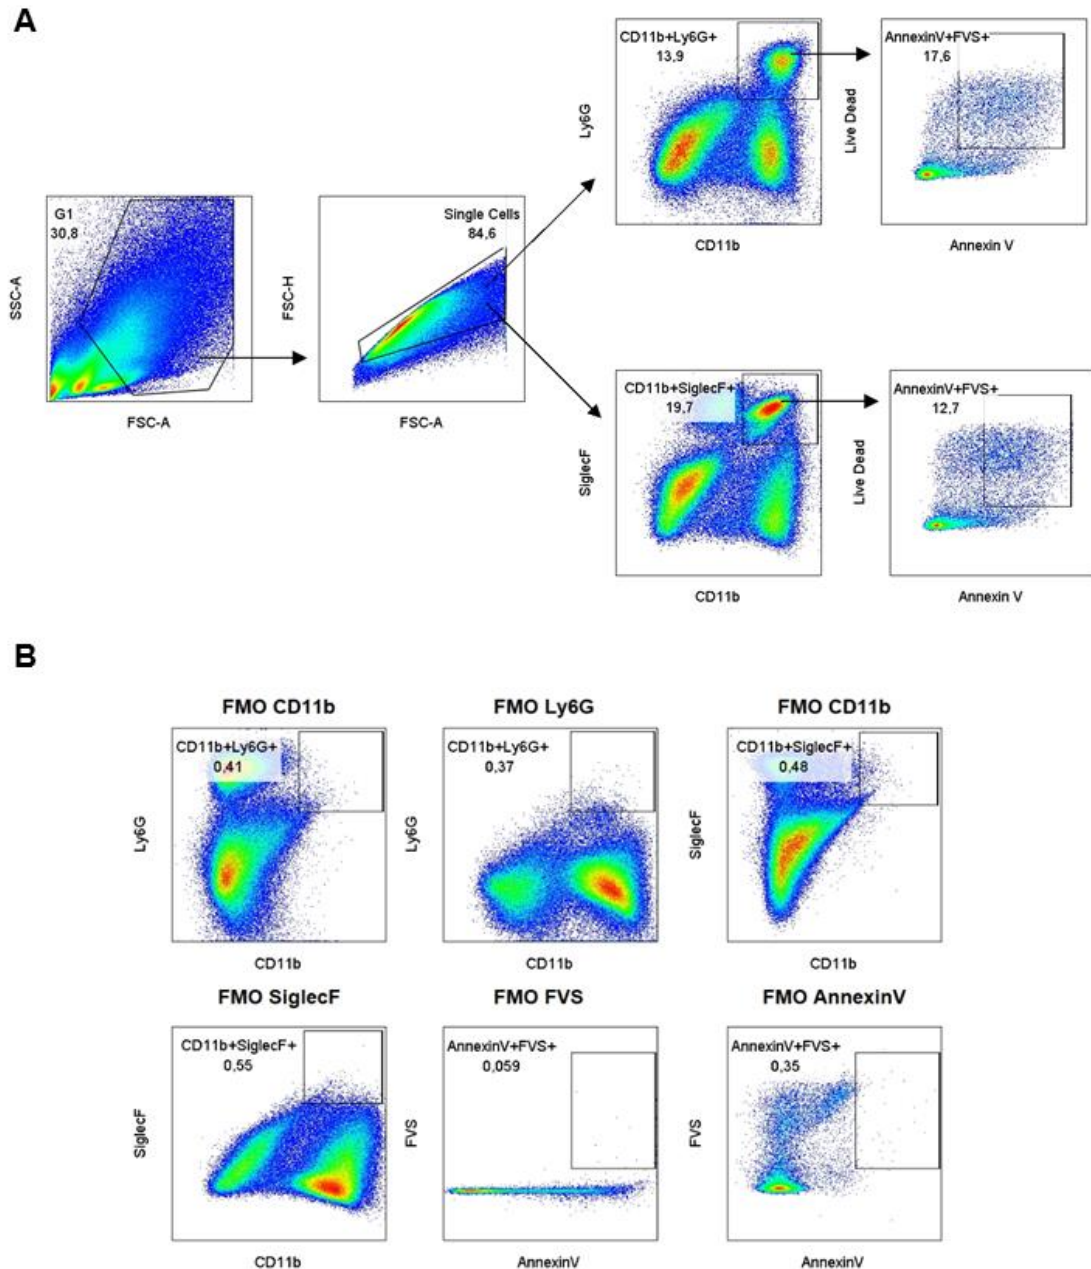 A
G1
30,8
SSC-A
FSC-A
Single Cells
84,6
FSC-H
FSC-A
CD11b+Ly6G+
13,9
Ly6G
CD11b
AnnexinV+FVS+
17,6
Live Dead
Annexin V
CD11b+SiglecF+
19,7
SiglecF
CD11b
AnnexinV+FVS+
12,7
Live Dead
Annexin V
B
FMO CD11b
CD11b+Ly6G+
0,41
Ly6G
CD11b
FMO Ly6G
CD11b+Ly6G+
0,37
Ly6G
CD11b
FMO CD11b
CD11b+SiglecF+
0,48
SiglecF
CD11b
FMO SiglecF
CD11b+SiglecF+
0,55
SiglecF
CD11b
FMO FVS
AnnexinV+FVS+
0,059
FVS
AnnexinV
FMO AnnexinV
AnnexinV+FVS+
0,35
FVS
AnnexinV